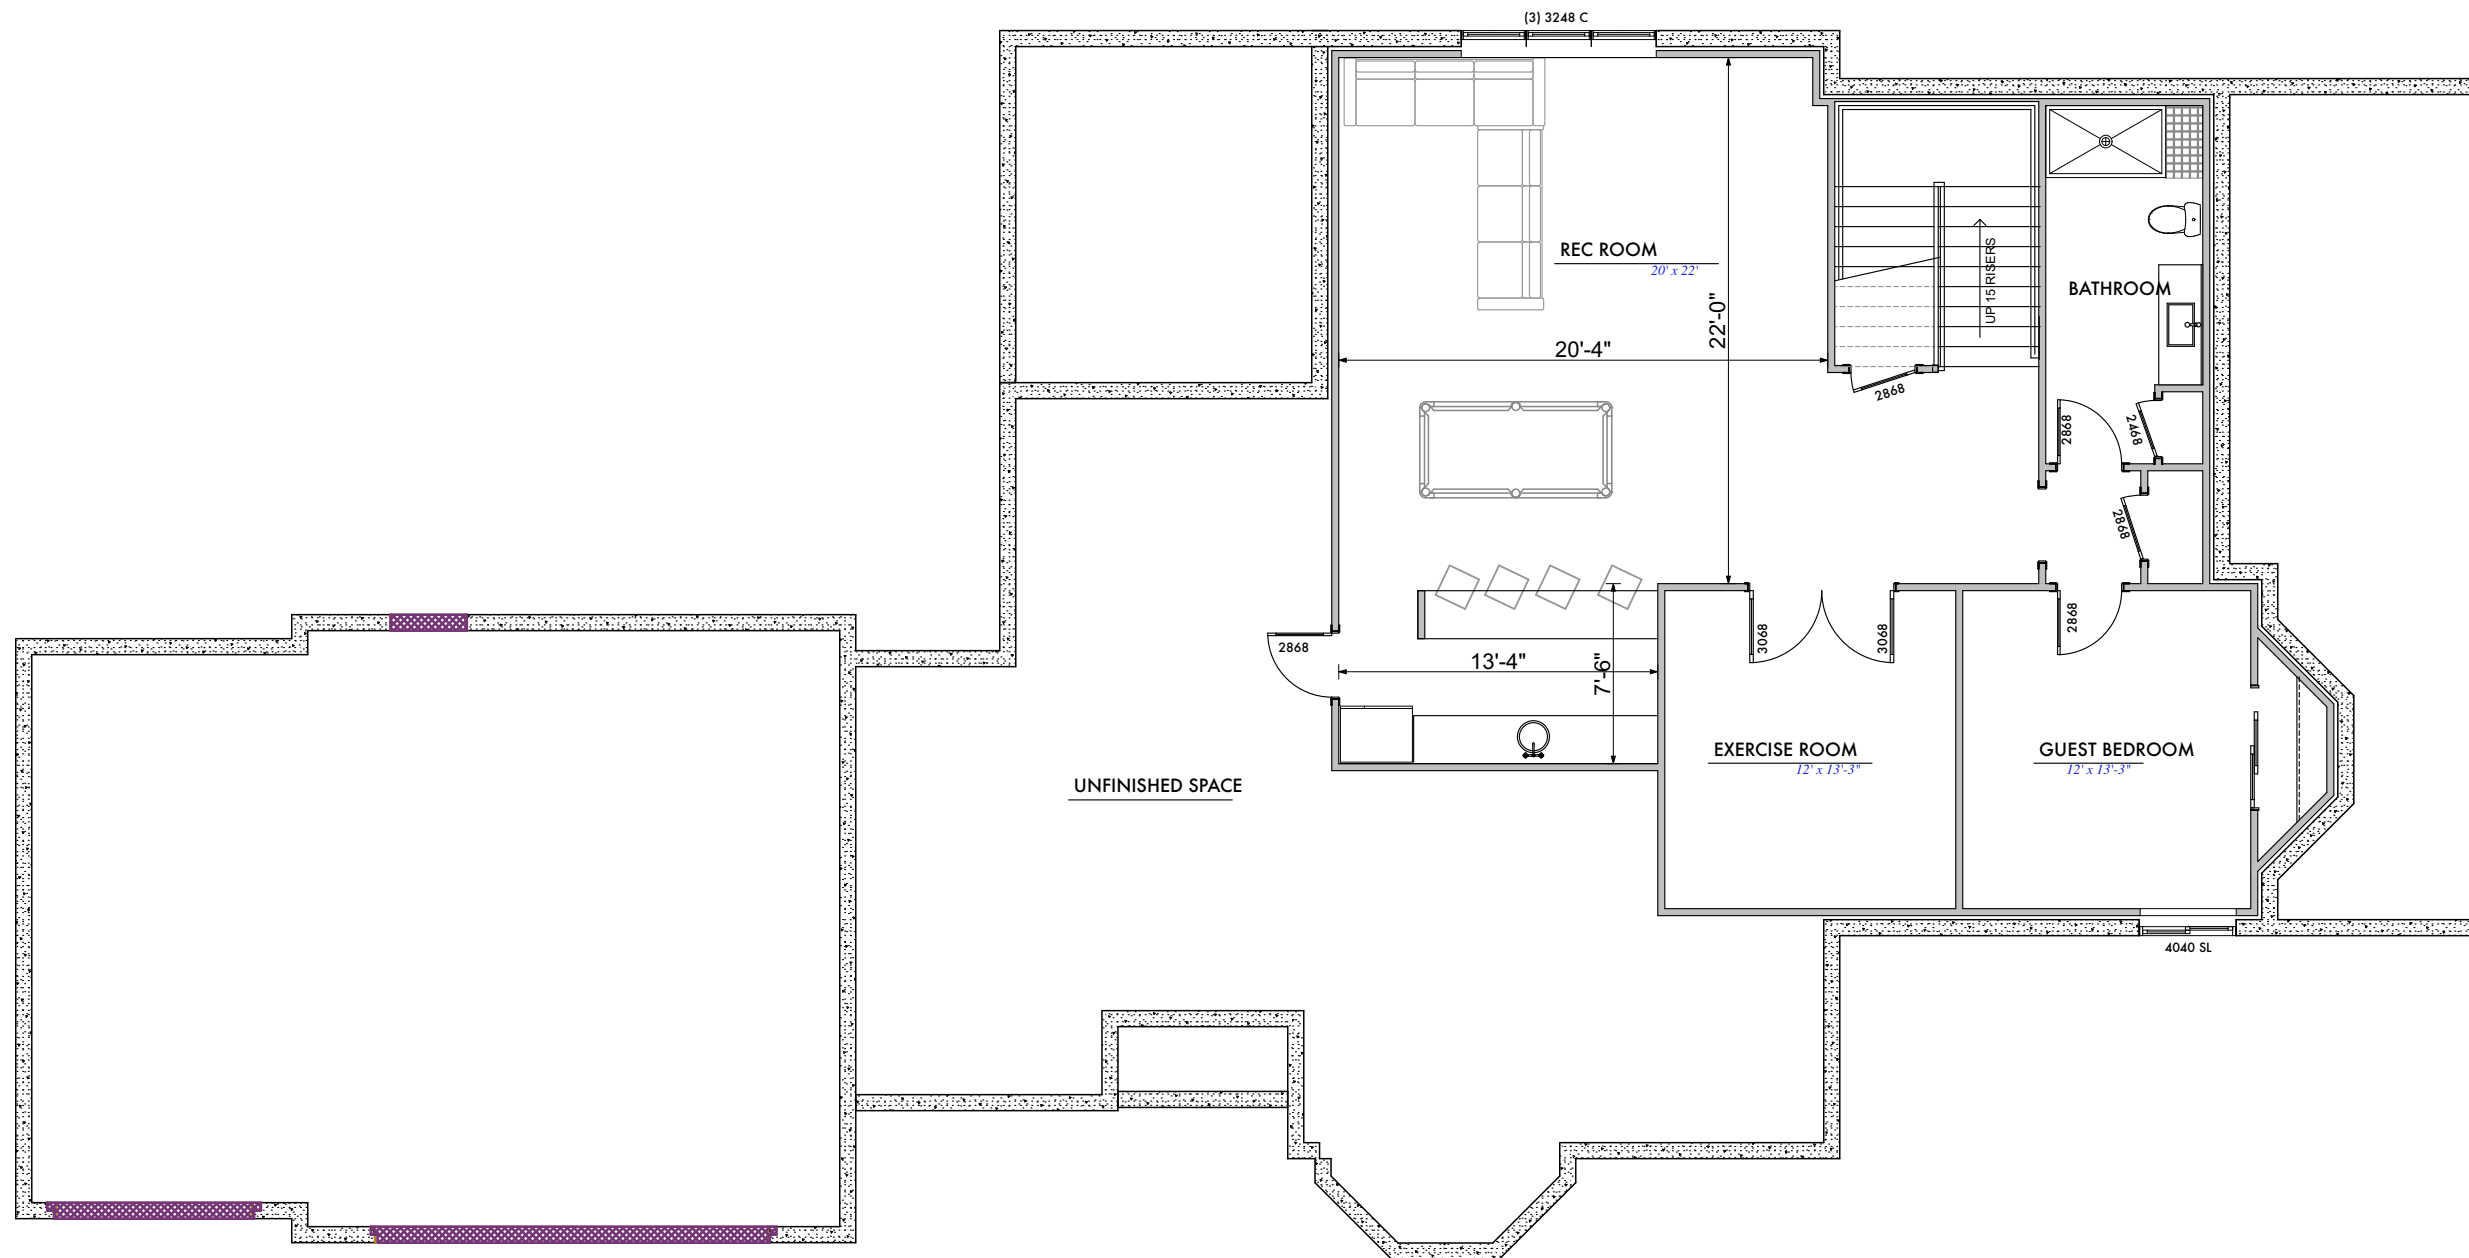 (3) 3248 C
REC ROOM
20' x 22'
22'-0"
20'-4"
UP 15 RISERS
BATHROOM
2868
2868
2468
2868
2868
3068
3068
2868
13'-4"
7'-6"
EXERCISE ROOM
12' x 13'-3"
GUEST BEDROOM
12' x 13'-3"
UNFINISHED SPACE
4040 SL